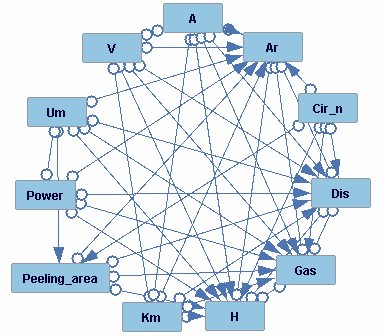 A
V
Ar
Um
Cir_n
Power
Dis
Peeling_area
Gas
Km
H